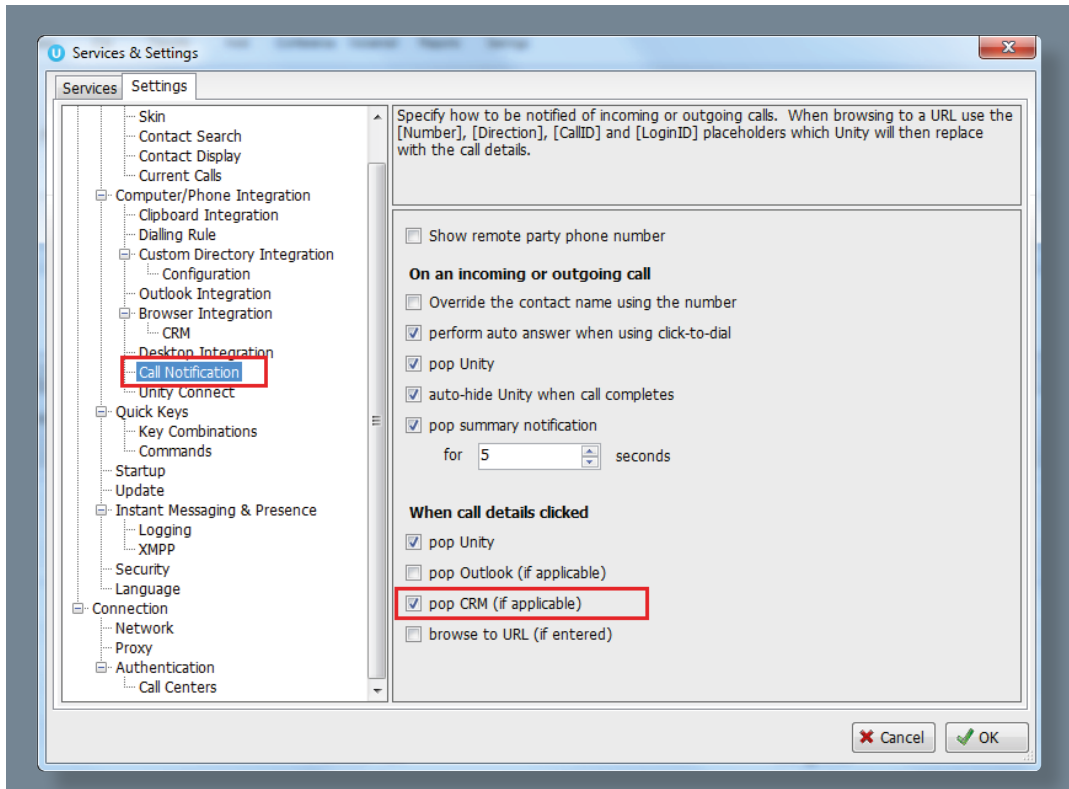 Services & Settings
Services
Settings
Skin
Contact Search
Contact Display
Current Calls
Computer/Phone Integration
Clipboard Integration
Dialling Rule
Custom Directory Integration
Configuration
Outlook Integration
Browser Integration
CRM
Desktop Integration
Call Notification
Unity Connect
Quick Keys
Key Combinations
Commands
Startup
Update
Instant Messaging & Presence
Logging
XMPP
Security
Language
Connection
Network
Proxy
Authentication
Call Centers
Specify how to be notified of incoming or outgoing calls. When browsing to a URL use the
[Number], [Direction], [CallID] and [LoginID] placeholders which Unity will then replace
with the call details.
Show remote party phone number
On an incoming or outgoing call
Override the contact name using the number
perform auto answer when using click-to-dial
pop Unity
auto-hide Unity when call completes
pop summary notification
for 5 seconds
When call details clicked
pop Unity
pop Outlook (if applicable)
pop CRM (if applicable)
browse to URL (if entered)
Cancel
OK